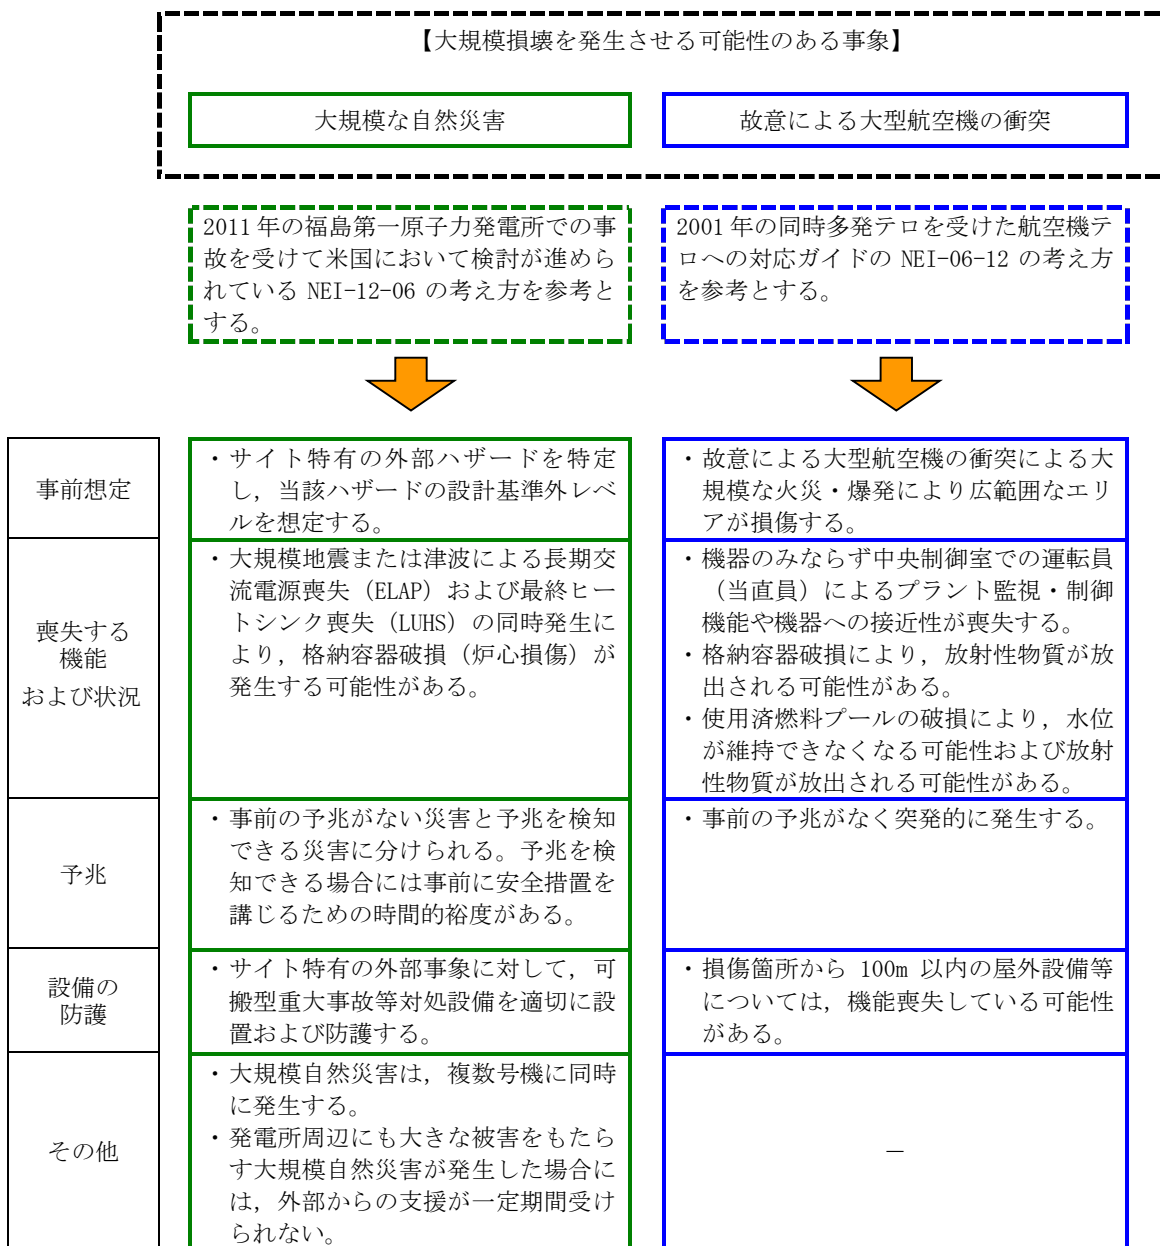 【大規模損壊を発生させる可能性のある事象】
大規模な自然災害
故意による大型航空機の衝突
2011 年の福島第一原子力発電所での事
故を受けて米国において検討が進めら
れている NEI-12-06 の考え方を参考と
する。
2001 年の同時多発テロを受けた航空機テ
ロへの対応ガイドの NEI-06-12 の考え方
を参考とする。
事前想定
・サイト特有の外部ハザードを特定
し，当該ハザードの設計基準外レベ
ルを想定する。
・故意による大型航空機の衝突による大
規模な火災・爆発により広範囲なエリ
アが損傷する。
喪失する
機能
および状況
・大規模地震または津波による長期交
流電源喪失（ELAP）および最終ヒー
トシンク喪失（LUHS）の同時発生に
より，格納容器破損（炉心損傷）が
発生する可能性がある。
・機器のみならず中央制御室での運転員
（当直員）によるプラント監視・制御
機能や機器への接近性が喪失する。
・格納容器破損により，放射性物質が放
出される可能性がある。
・使用済燃料プールの破損により，水位
が維持できなくなる可能性および放射
性物質が放出される可能性がある。
予兆
・事前の予兆がない災害と予兆を検知
できる災害に分けられる。予兆を検
知できる場合には事前に安全措置を
講じるための時間的裕度がある。
・事前の予兆がなく突発的に発生する。
設備の
防護
・サイト特有の外部事象に対して，可
搬型重大事故等対処設備を適切に設
置および防護する。
・損傷箇所から 100m 以内の屋外設備等
については，機能喪失している可能性
がある。
その他
・大規模自然災害は，複数号機に同時
に発生する。
・発電所周辺にも大きな被害をもたら
す大規模自然災害が発生した場合に
は，外部からの支援が一定期間受け
られない。
－